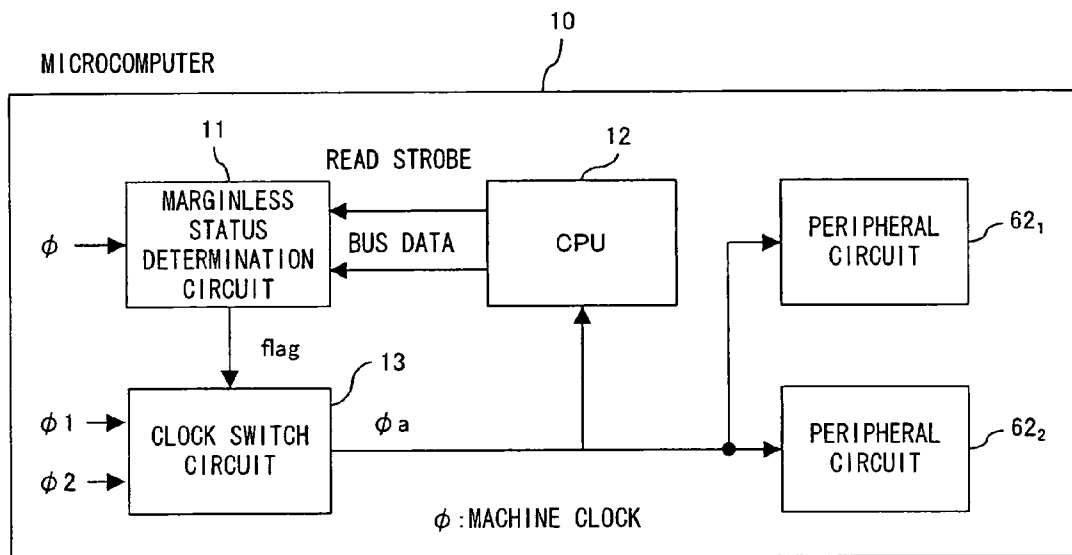 10
MICROCOMPUTER
11
READ STROBE
12
MARGINLESS
STATUS
DETERMINATION
CIRCUIT
ϕ
BUS DATA
CPU
PERIPHERAL
CIRCUIT
62₁
flag
13
ϕ1
ϕ2
CLOCK SWITCH
CIRCUIT
ϕa
PERIPHERAL
CIRCUIT
62₂
ϕ:MACHINE CLOCK